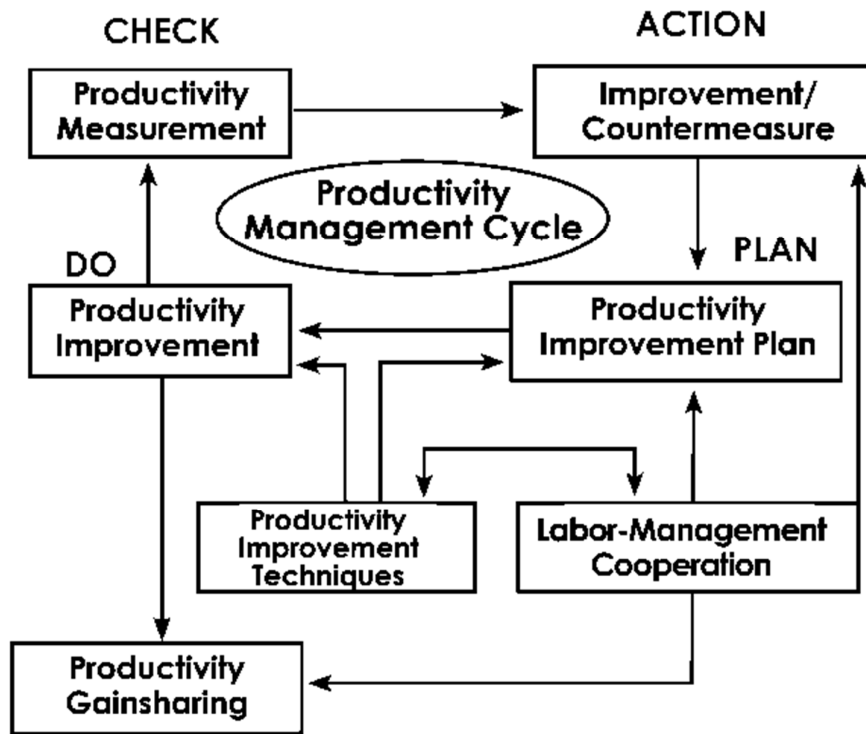 CHECK
ACTION
Productivity
Measurement
Improvement/
Countermeasure
Productivity
Management Cycle
DO
PLAN
Productivity
Improvement
Productivity
Improvement Plan
Productivity
Improvement
Techniques
Labor-Management
Cooperation
Productivity
Gainsharing